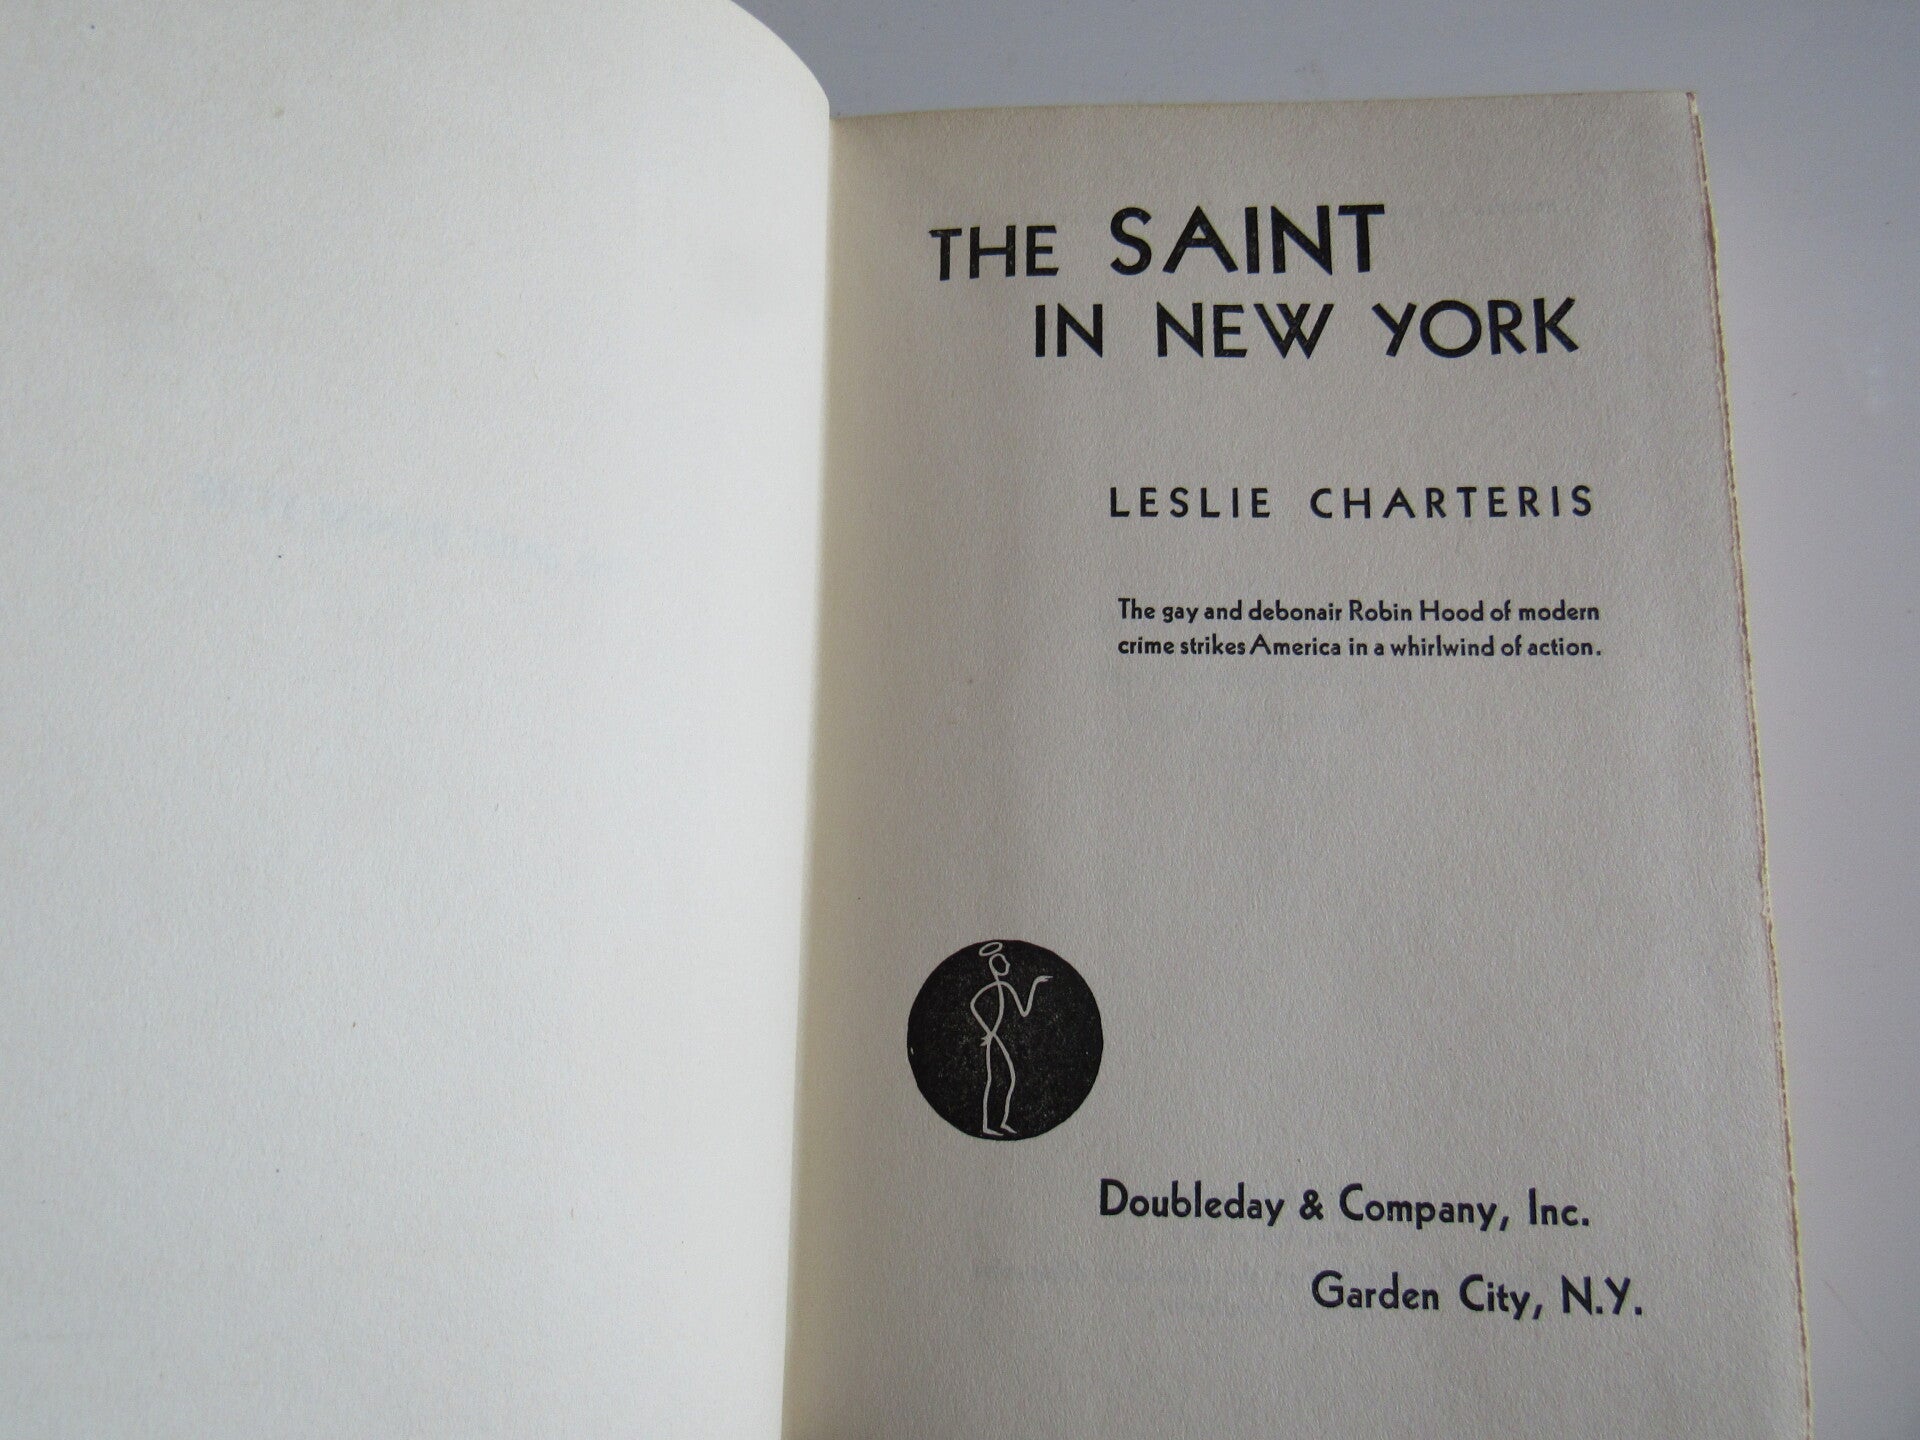 THE SAINT
IN NEW YORK
LESLIE CHARTERIS
The gay and debonair Robin Hood of modern
crime strikes America in a whirlwind of action.
Doubleday & Company, Inc.
Garden City, N.Y.